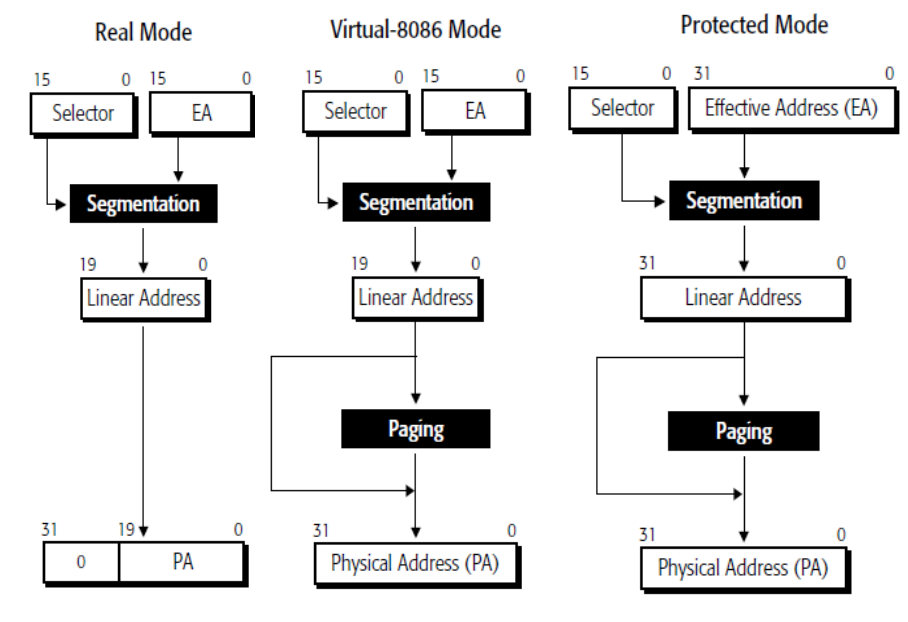 Real Mode Virtual-8086 Mode Protected Mode
15 0 15 0 15 0 15 0 15 0 31 0
Selector EA Selector EA Selector Effective Address (EA)
Segmentation Segmentation Segmentation
19 0 19 0 31 0
Linear Address Linear Address Linear Address
Paging Paging
31 19 0 31 0 31 0
0 PA Physical Address (PA) Physical Address (PA)